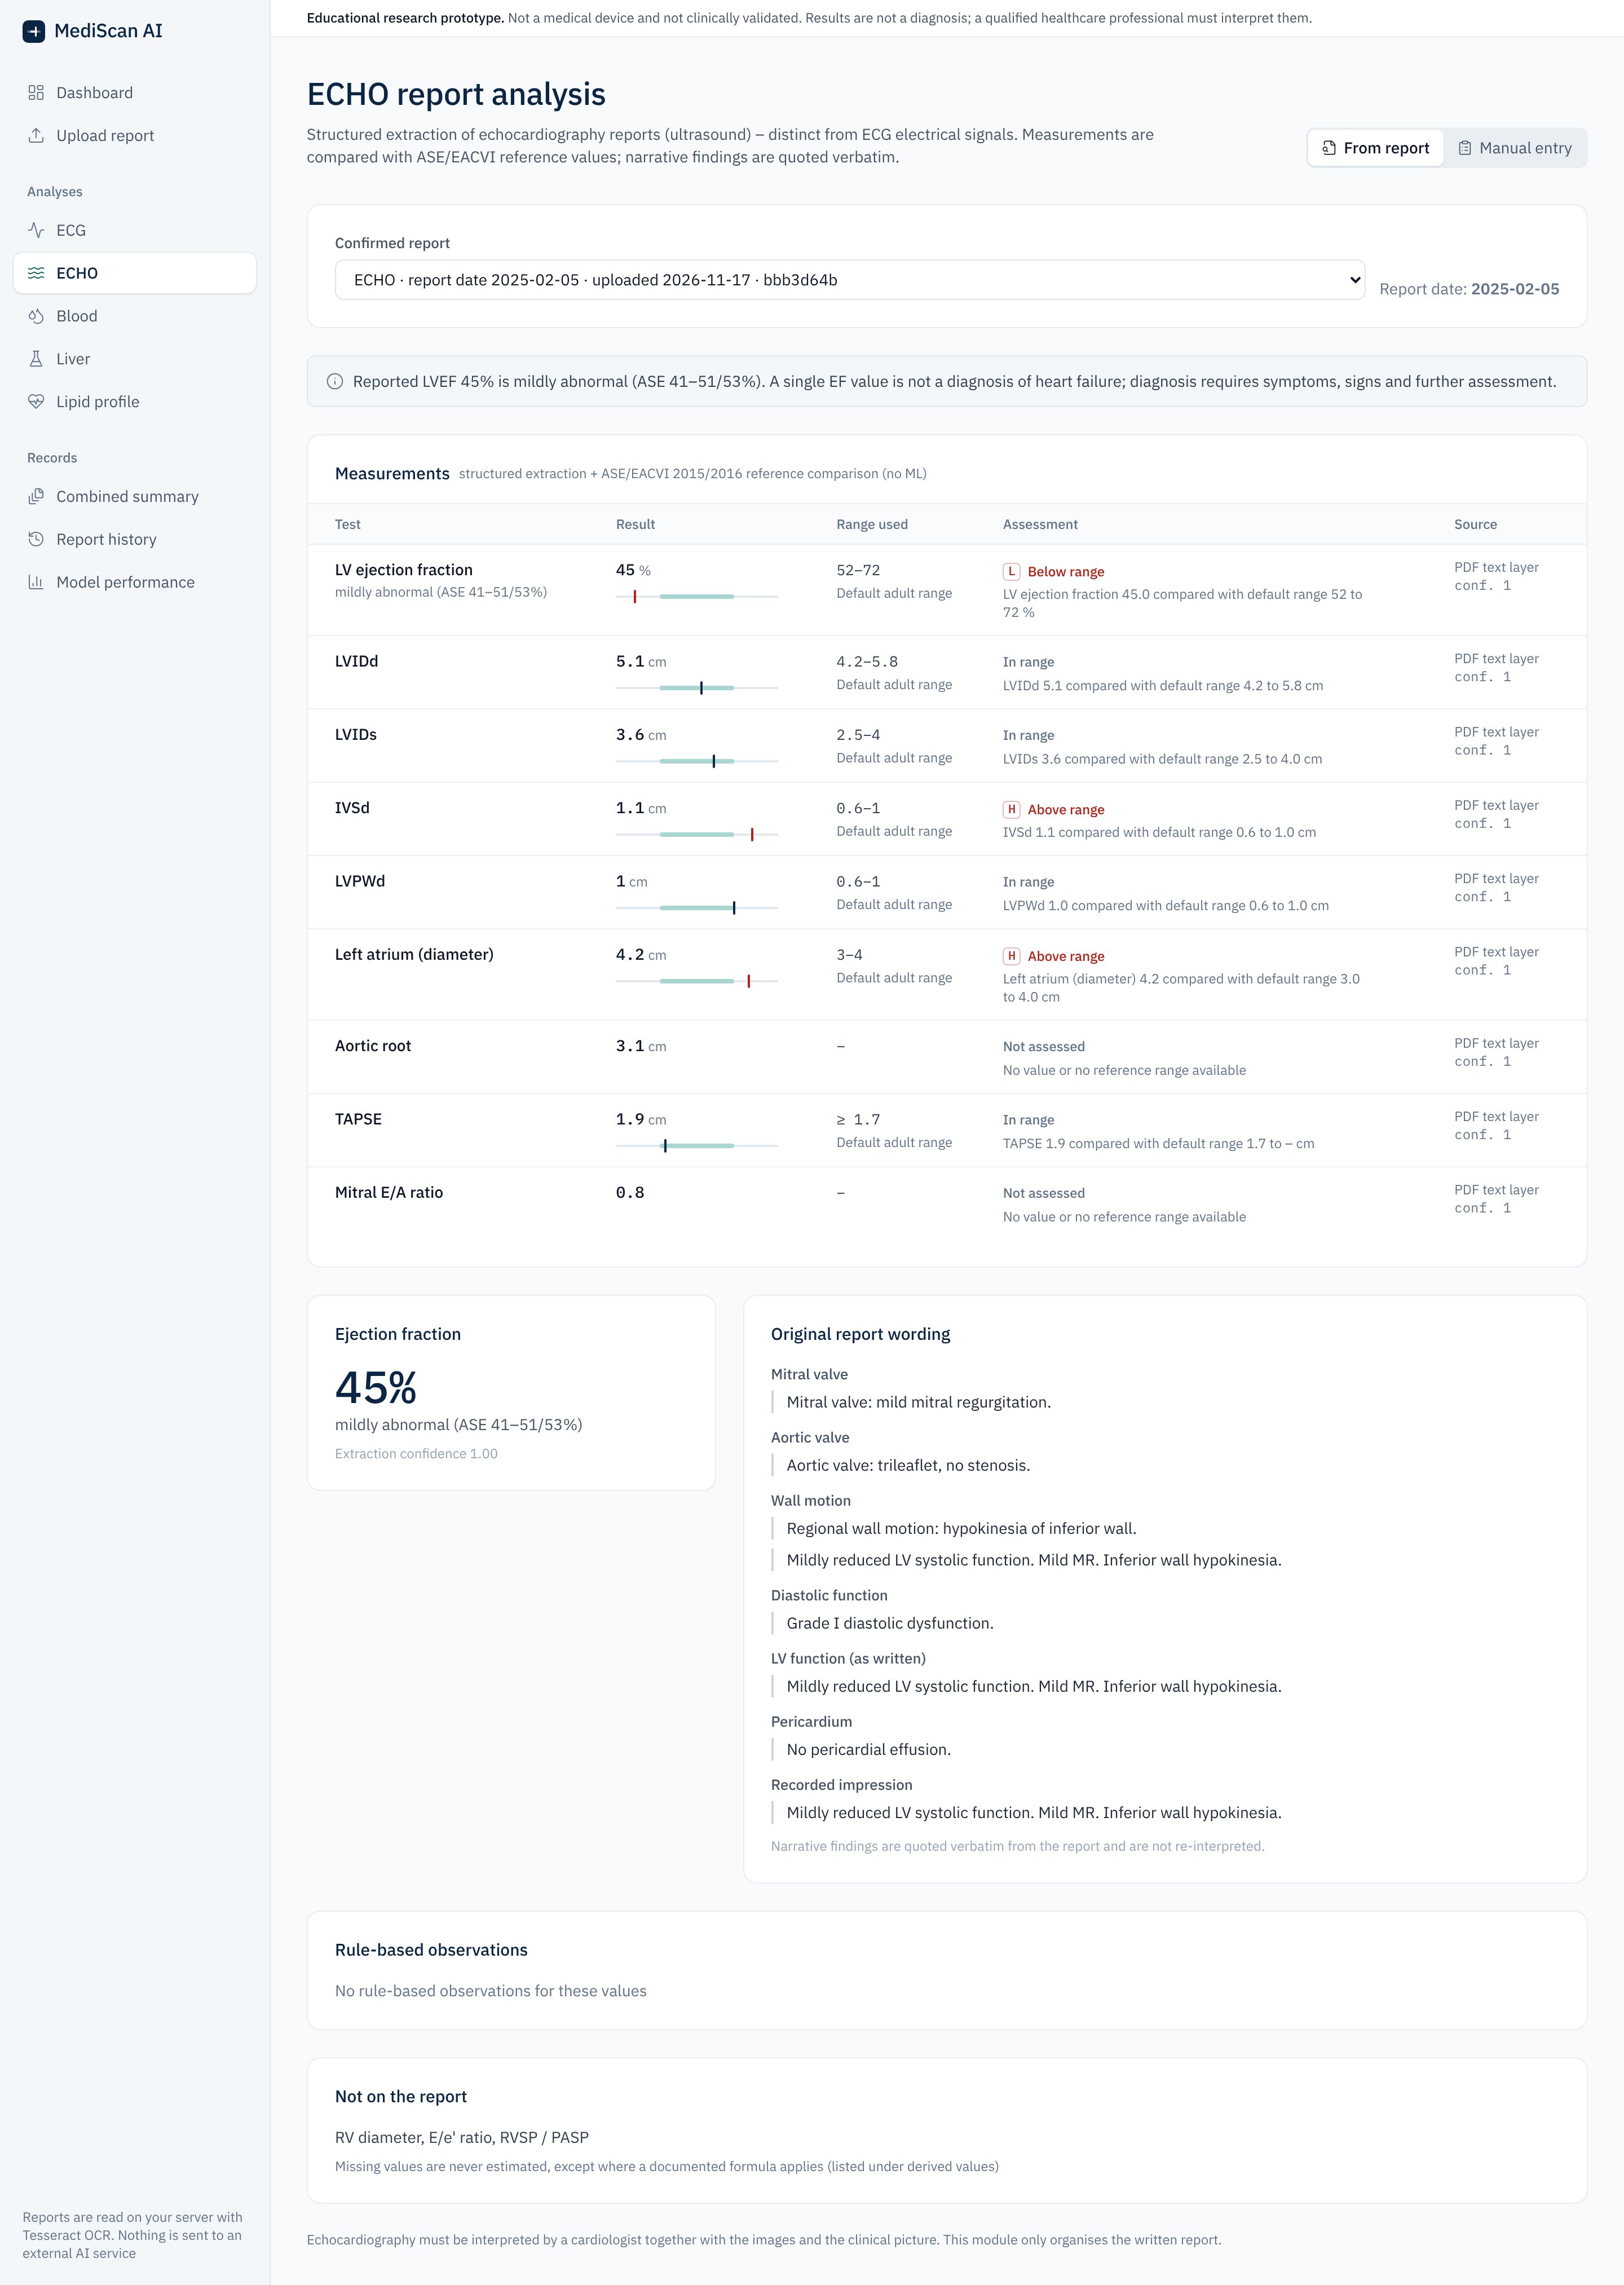 MediScan AI
Dashboard
Upload report
Analyses
ECG
ECHO
Blood
Liver
Lipid profile
Records
Combined summary
Report history
Model performance
Reports are read on your server with
Tesseract OCR. Nothing is sent to an
external AI service
Educational research prototype. Not a medical device and not clinically validated. Results are not a diagnosis; a qualified healthcare professional must interpret them.
ECHO report analysis
Structured extraction of echocardiography reports (ultrasound) – distinct from ECG electrical signals. Measurements are
compared with ASE/EACVI reference values; narrative findings are quoted verbatim.
From report
Manual entry
Confirmed report
ECHO · report date 2025-02-05 · uploaded 2026-11-17 · bbb3d64b
Report date: 2025-02-05
Reported LVEF 45% is mildly abnormal (ASE 41–51/53%). A single EF value is not a diagnosis of heart failure; diagnosis requires symptoms, signs and further assessment.
Measurements structured extraction + ASE/EACVI 2015/2016 reference comparison (no ML)
Test Result Range used Assessment Source
LV ejection fraction 45 % 52–72 L Below range PDF text layer
mildly abnormal (ASE 41–51/53%) Default adult range LV ejection fraction 45.0 compared with default range 52 to conf. 1
72 %
LVIDd 5.1 cm 4.2–5.8 In range PDF text layer
Default adult range LVIDd 5.1 compared with default range 4.2 to 5.8 cm conf. 1
LVIDs 3.6 cm 2.5–4 In range PDF text layer
Default adult range LVIDs 3.6 compared with default range 2.5 to 4.0 cm conf. 1
IVSd 1.1 cm 0.6–1 H Above range PDF text layer
Default adult range IVSd 1.1 compared with default range 0.6 to 1.0 cm conf. 1
LVPWd 1 cm 0.6–1 In range PDF text layer
Default adult range LVPWd 1.0 compared with default range 0.6 to 1.0 cm conf. 1
Left atrium (diameter) 4.2 cm 3–4 H Above range PDF text layer
Default adult range Left atrium (diameter) 4.2 compared with default range 3.0 conf. 1
to 4.0 cm
Aortic root 3.1 cm – Not assessed PDF text layer
No value or no reference range available conf. 1
TAPSE 1.9 cm ≥ 1.7 In range PDF text layer
Default adult range TAPSE 1.9 compared with default range 1.7 to – cm conf. 1
Mitral E/A ratio 0.8 – Not assessed PDF text layer
No value or no reference range available conf. 1
Ejection fraction
45%
mildly abnormal (ASE 41–51/53%)
Extraction confidence 1.00
Original report wording
Mitral valve
Mitral valve: mild mitral regurgitation.
Aortic valve
Aortic valve: trileaflet, no stenosis.
Wall motion
Regional wall motion: hypokinesia of inferior wall.
Mildly reduced LV systolic function. Mild MR. Inferior wall hypokinesia.
Diastolic function
Grade I diastolic dysfunction.
LV function (as written)
Mildly reduced LV systolic function. Mild MR. Inferior wall hypokinesia.
Pericardium
No pericardial effusion.
Recorded impression
Mildly reduced LV systolic function. Mild MR. Inferior wall hypokinesia.
Narrative findings are quoted verbatim from the report and are not re-interpreted.
Rule-based observations
No rule-based observations for these values
Not on the report
RV diameter, E/e' ratio, RVSP / PASP
Missing values are never estimated, except where a documented formula applies (listed under derived values)
Echocardiography must be interpreted by a cardiologist together with the images and the clinical picture. This module only organises the written report.